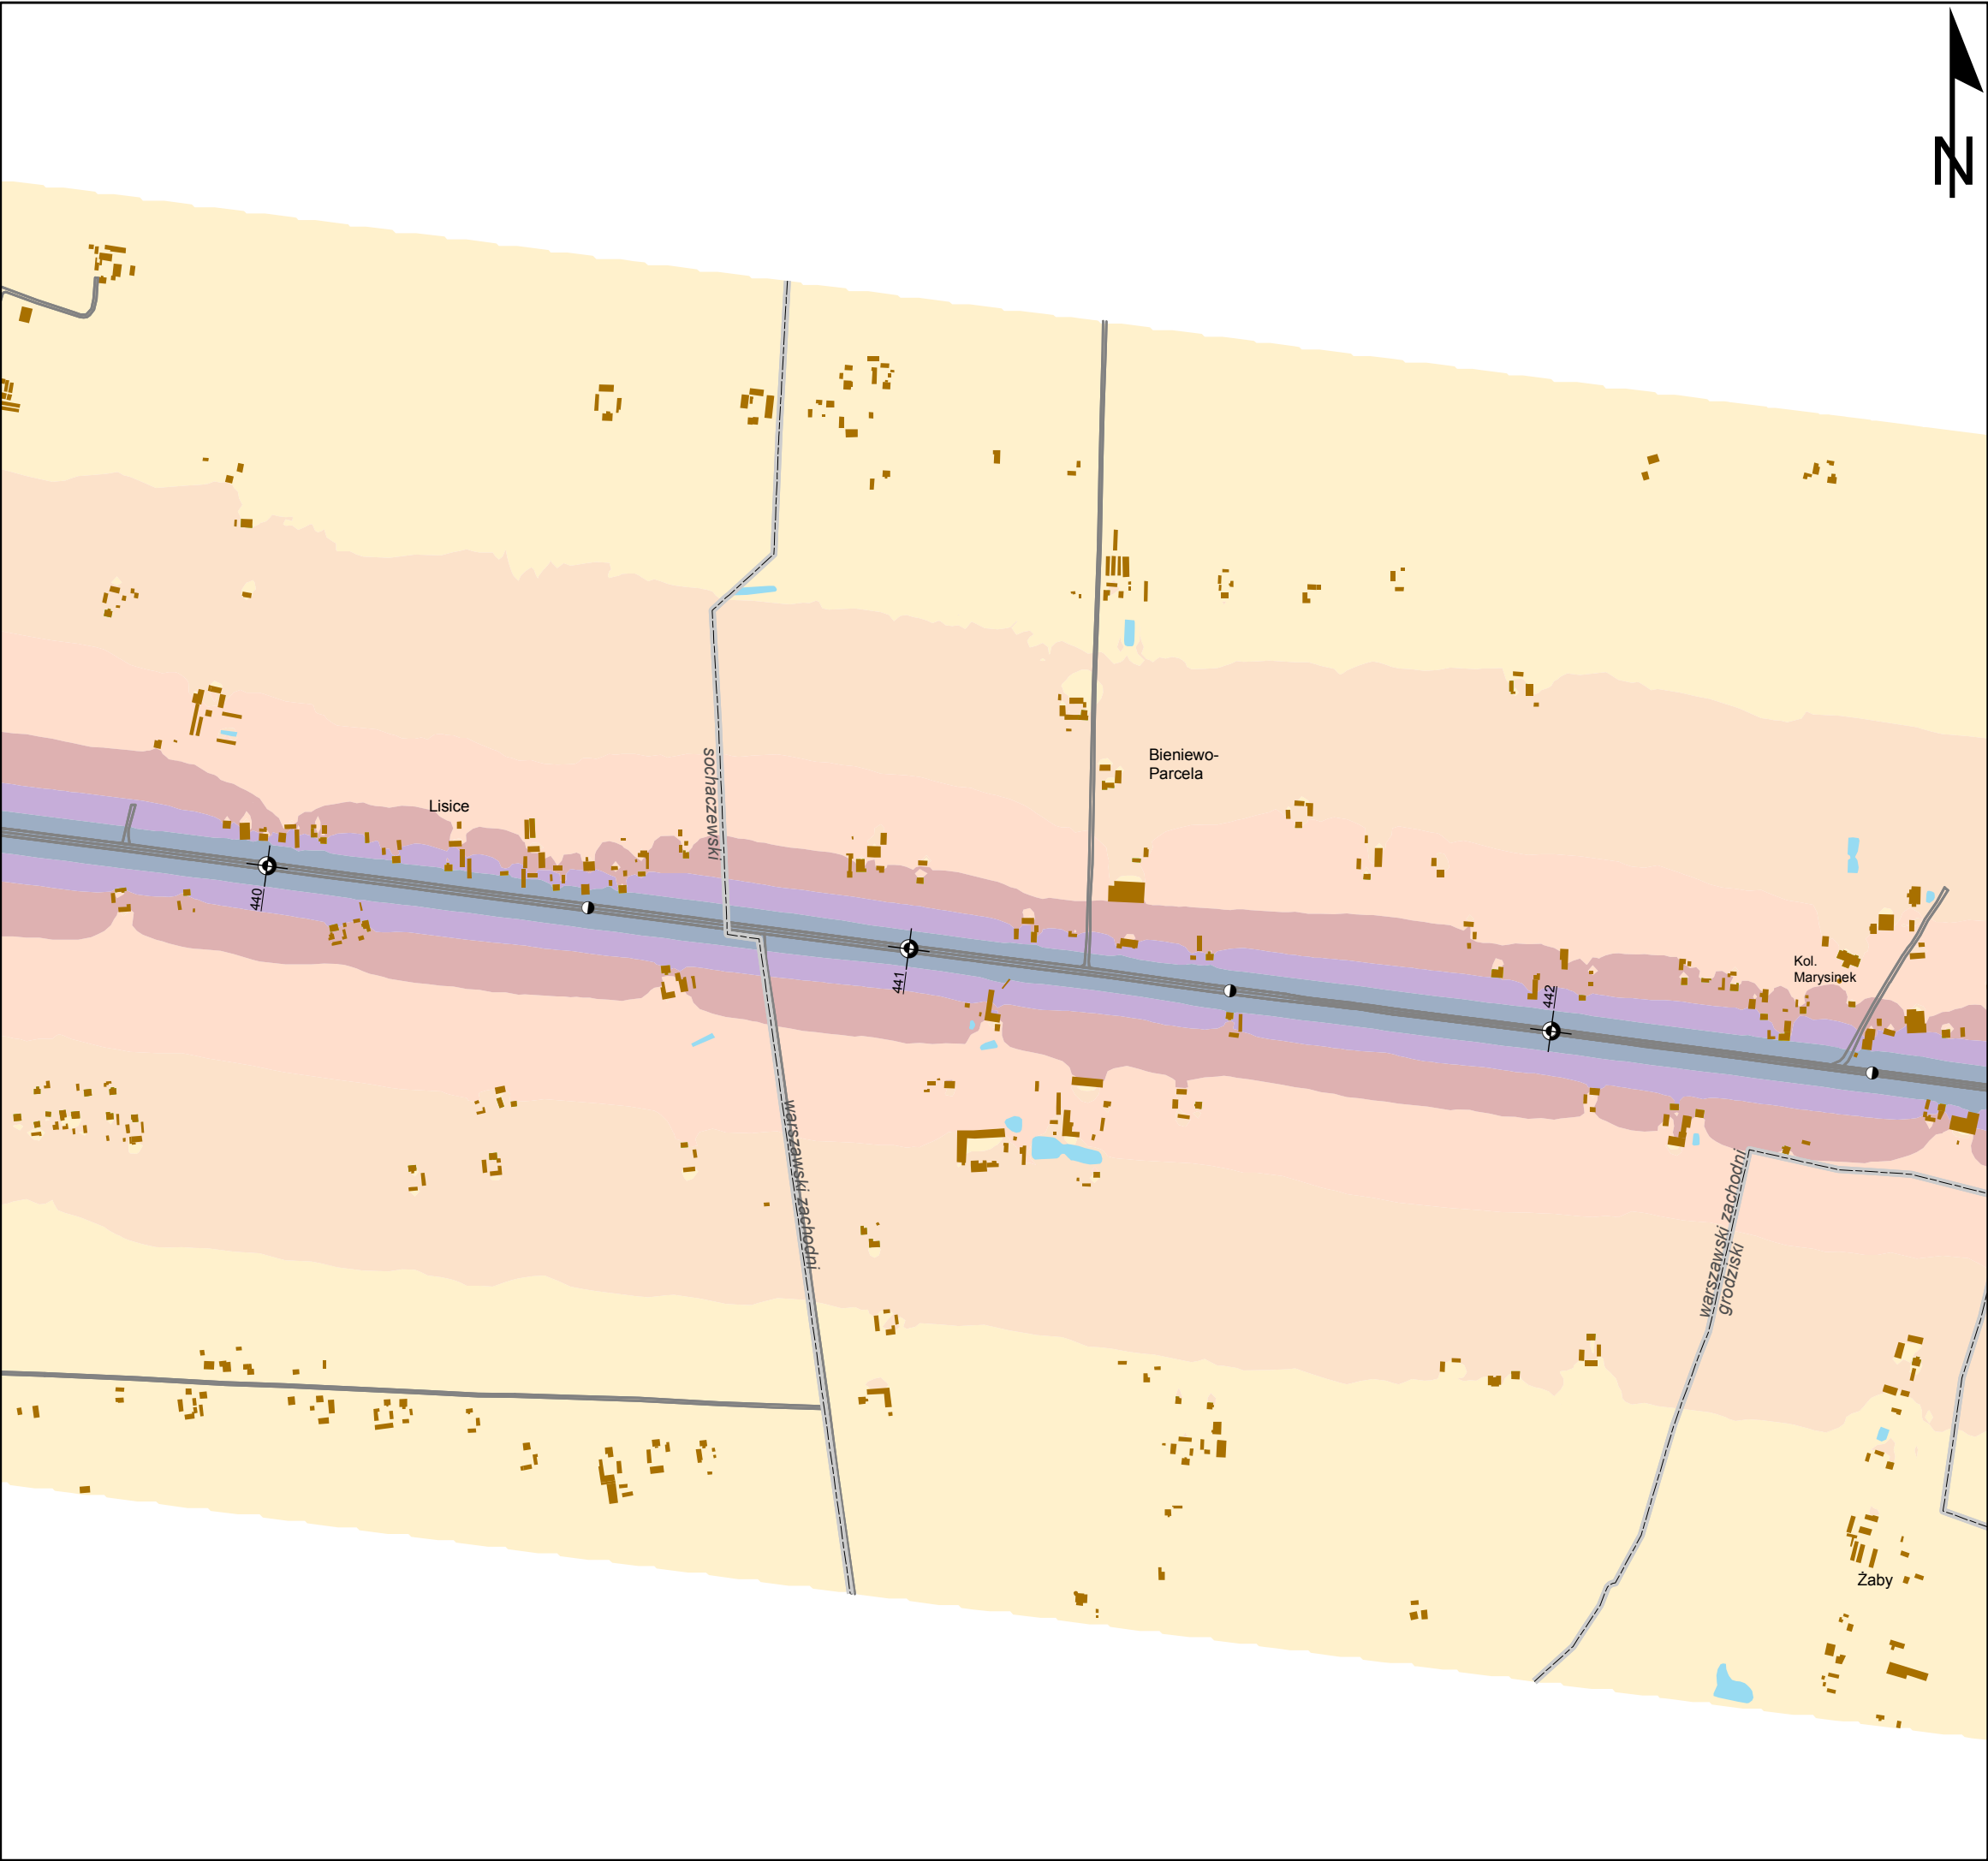 N
sochaczewski
Bieniewo-
Parcela
Lisice
440
441
442
Kol.
Marysinek
warszawski zachodni
warszawski zachodni
grodziski
Żaby